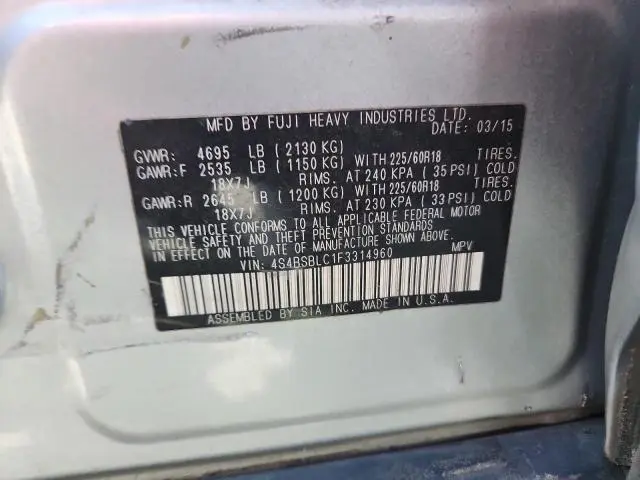 MFD BY FUJI HEAVY INDUSTRIES LTD.
DATE: 03/15
GVWR: 4695 LB ( 2130 KG)
GAWR:F 2535 LB ( 1150 KG) WITH 225/60R18 TIRES.
18X7J RIMS. AT 240 KPA ( 35 PSI) COLD
GAWR:R 2645 LB ( 1200 KG) WITH 225/60R18 TIRES.
18X7J RIMS. AT 230 KPA ( 33 PSI) COLD
THIS VEHICLE CONFORMS TO ALL APPLICABLE FEDERAL MOTOR
VEHICLE SAFETY AND THEFT PREVENTION STANDARDS
IN EFFECT ON THE DATE OF MANUFACTURE SHOWN ABOVE.
VIN: 4S4BSBLC1F3314960 MPV
ASSEMBLED BY SIA INC. MADE IN U.S.A.